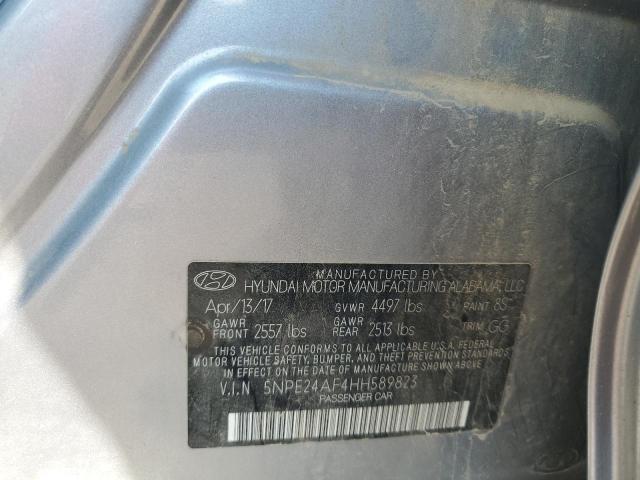 MANUFACTURED BY
HYUNDAI MOTOR MANUFACTURING ALABAMA, LLC
Apr/13/17 GVWR 4497 lbs PAINT 8S
GAWR FRONT 2557 lbs GAWR REAR 2513 lbs TRIM GG
THIS VEHICLE CONFORMS TO ALL APPLICABLE U.S.A FEDERAL
MOTOR VEHICLE SAFETY, BUMPER, AND THEFT PREVENTION STANDARDS
IN EFFECT ON THE DATE OF MANUFACTURE SHOWN ABOVE
V.I.N 5NPE24AF4HH589823
PASSENGER CAR